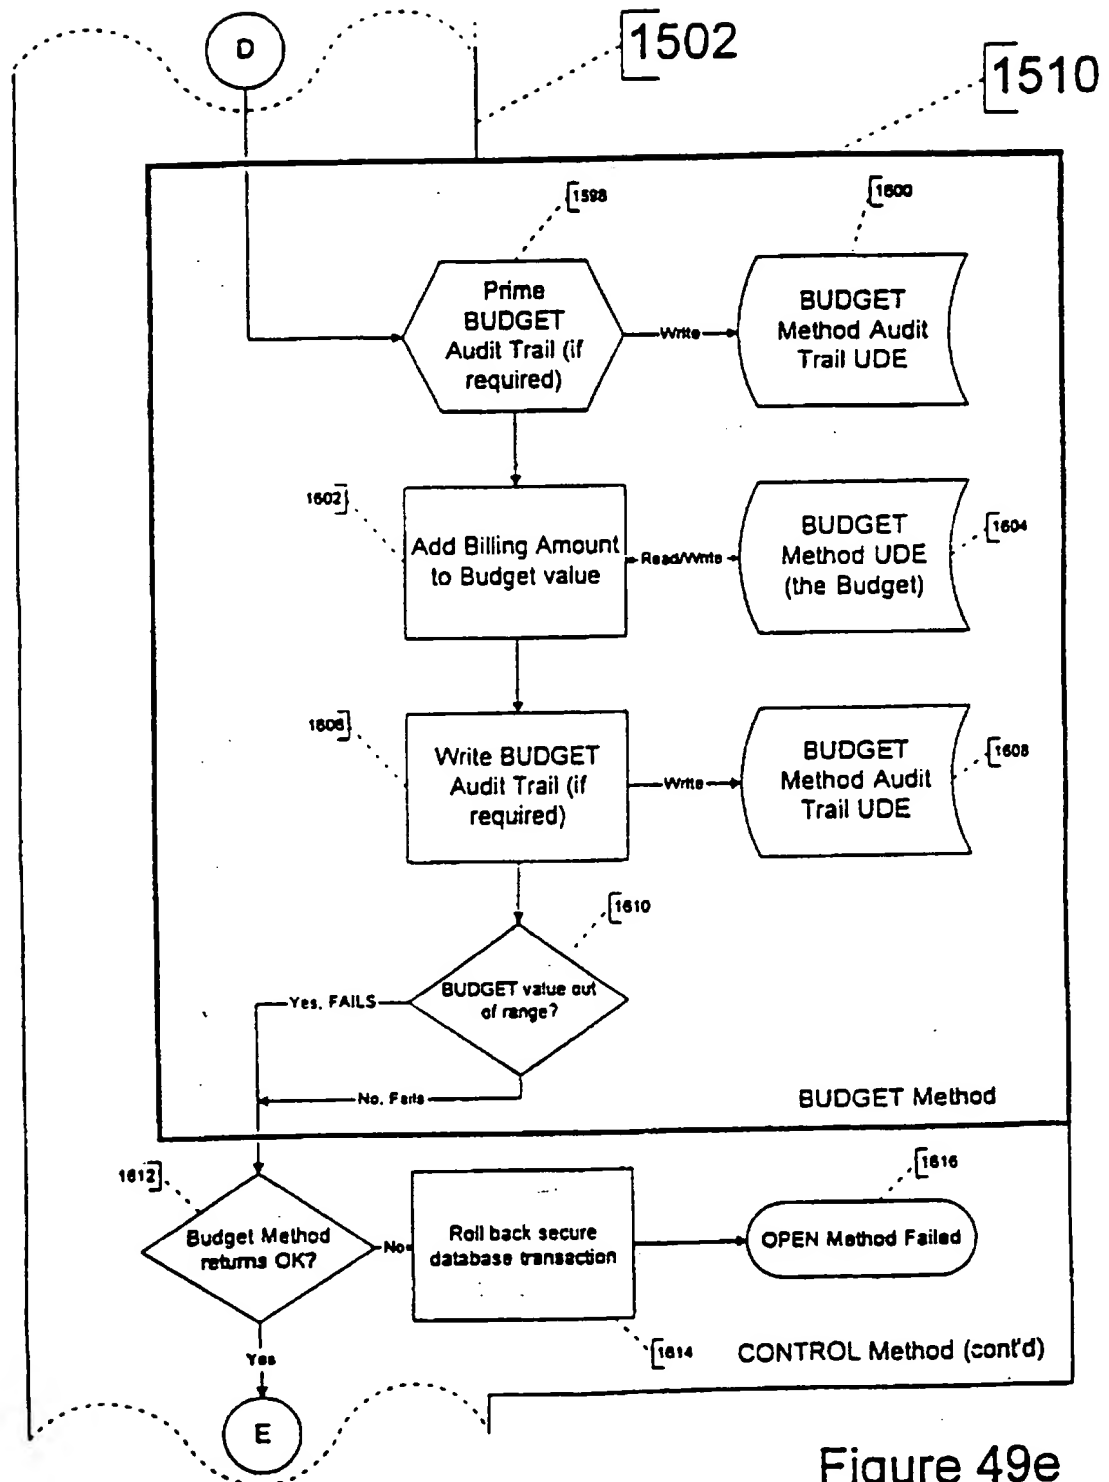 D
1502
1510
1598
1600
Prime
BUDGET
Audit Trail (if
required)
Write
BUDGET
Method Audit
Trail UDE
1602
Add Billing Amount
to Budget value
Read/Write
BUDGET
Method UDE
(the Budget)
1604
1606
Write BUDGET
Audit Trail (if
required)
Write
BUDGET
Method Audit
Trail UDE
1608
1610
BUDGET value out
of range?
Yes, FAILS
No, Fails
BUDGET Method
1612
Budget Method
returns OK?
No
Roll back secure
database transaction
1614
OPEN Method Failed
1616
Yes
CONTROL Method (cont'd)
E
Figure 49e